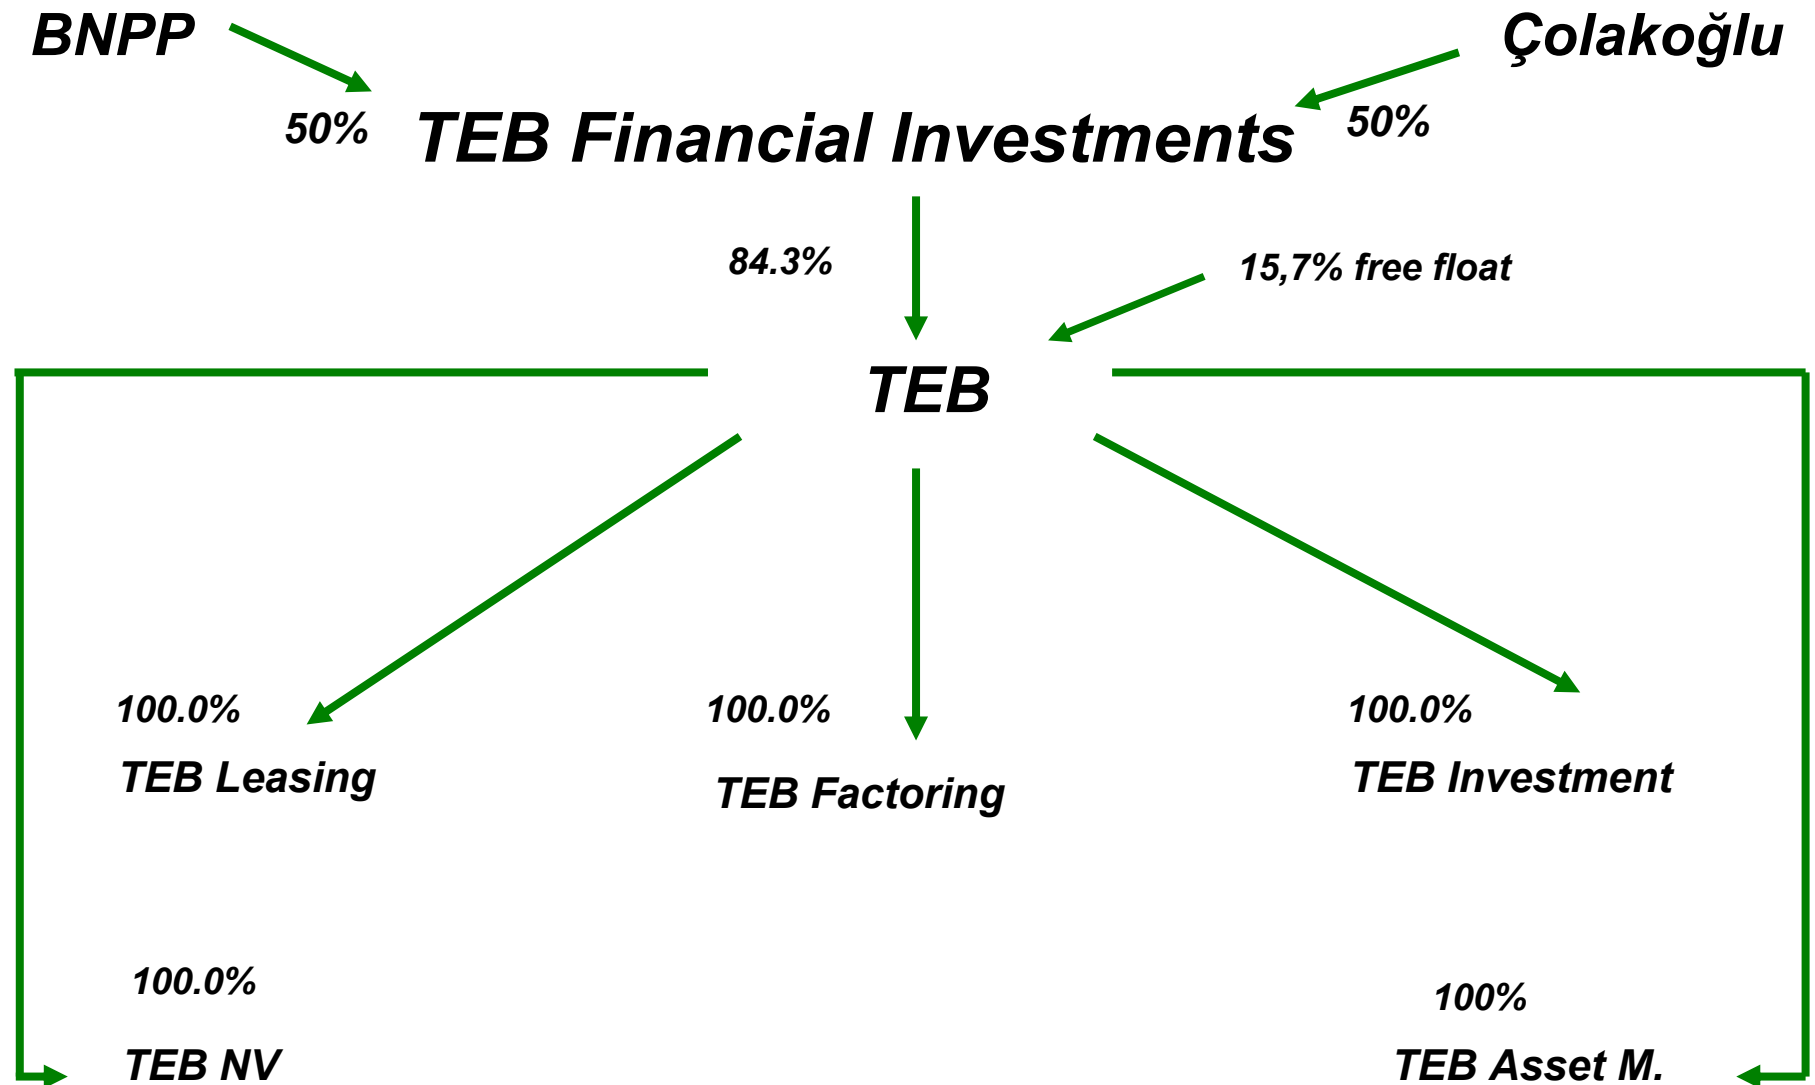 BNPP
Çolakoğlu
50%
TEB Financial Investments
50%
84.3%
15,7% free float
TEB
100.0%
100.0%
100.0%
TEB Leasing
TEB Factoring
TEB Investment
100.0%
100%
TEB NV
TEB Asset M.